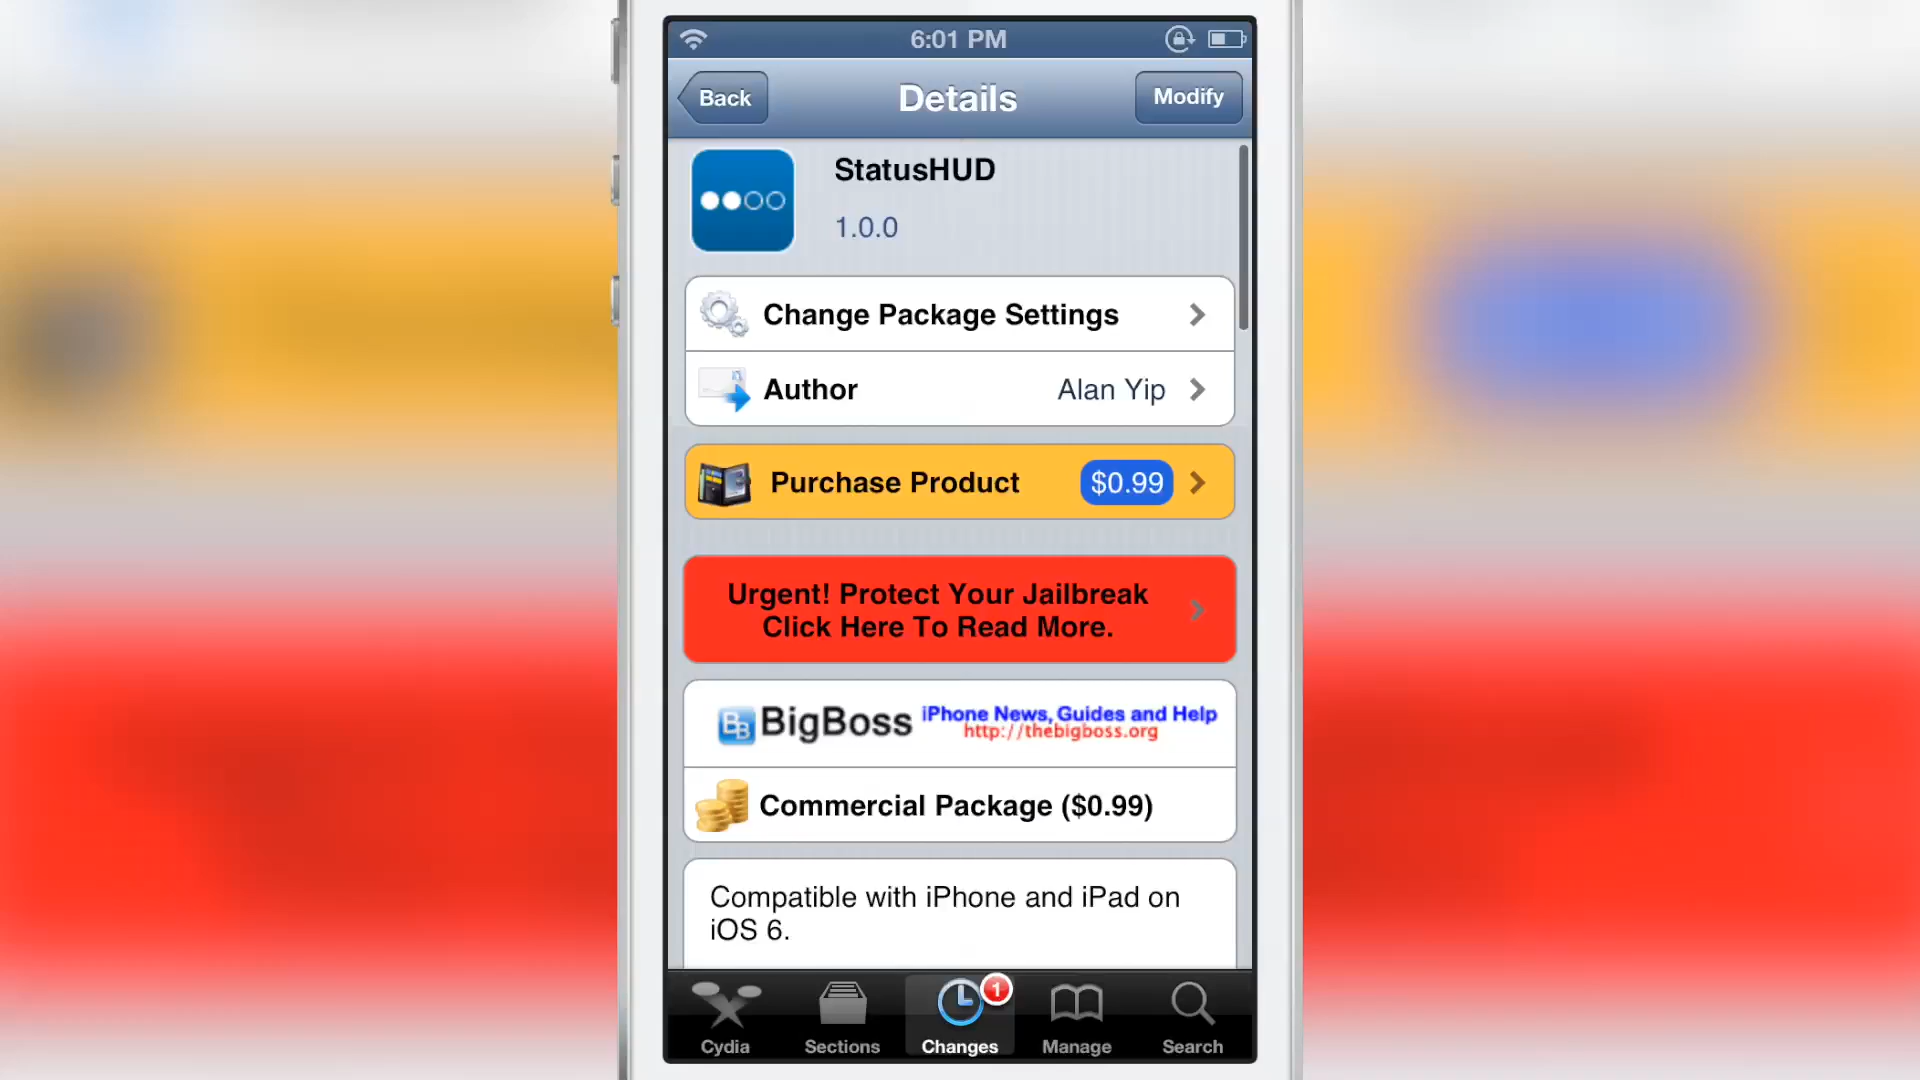 6:01 PM
Back
Details
Modify
StatusHUD
1.0.0
Change Package Settings
Author
Alan Yip
Purchase Product
$0.99
Urgent! Protect Your Jailbreak
Click Here To Read More.
BB
BigBoss
iPhone News, Guides and Help
http://thebigboss.org
Commercial Package ($0.99)
Compatible with iPhone and iPad on
iOS 6.
1
Cydia
Sections
Changes
Manage
Search